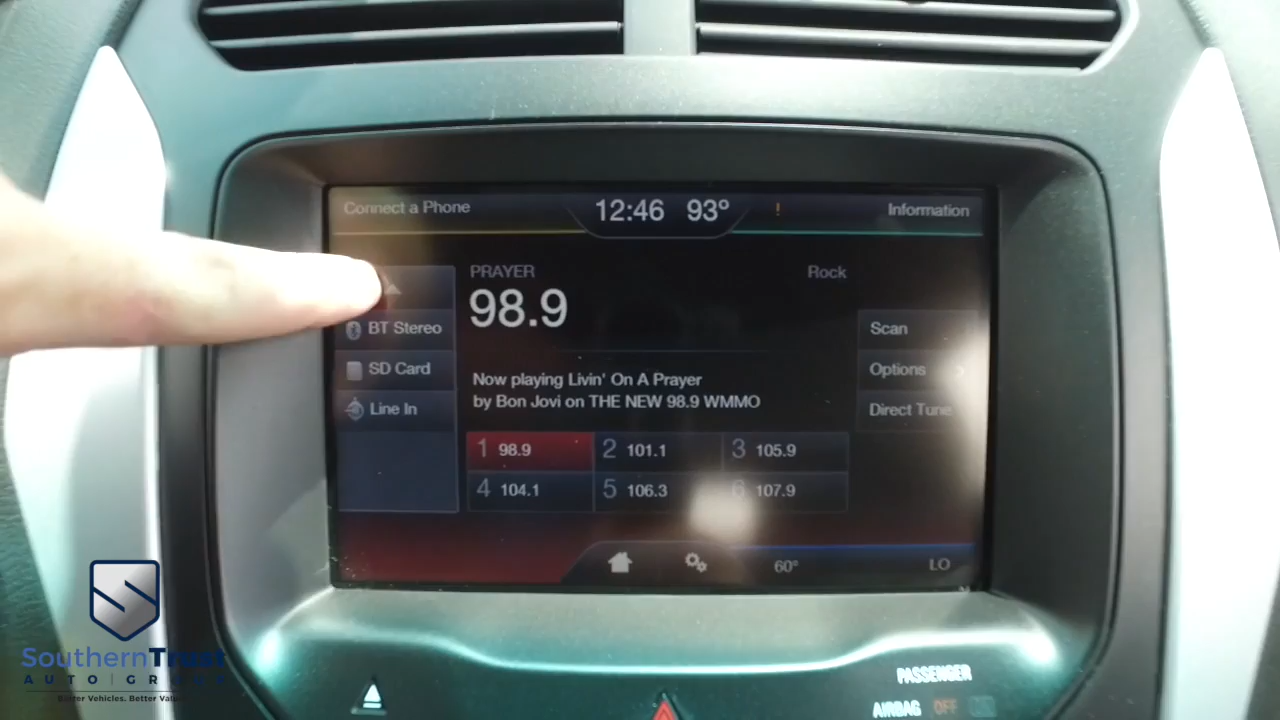 Connect a Phone
12:46 93° !
Information
PRAYER
Rock
98.9
BT Stereo
SD Card
Line In
Scan
Options
Direct Tune
Now playing Livin' On A Prayer
by Bon Jovi on THE NEW 98.9 WMMO
1 98.9
2 101.1
3 105.9
4 104.1
5 106.3
6 107.9
60°
LO
PASSENGER
AIRBAG OFF
S
SouthernTrust
AUTO | GROUP
Better Vehicles. Better